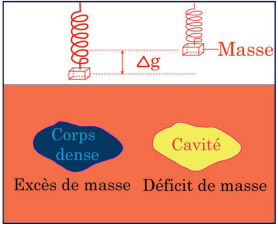 Masse
Δg
Corps
dense
Cavité
Excès de masse
Déficit de masse